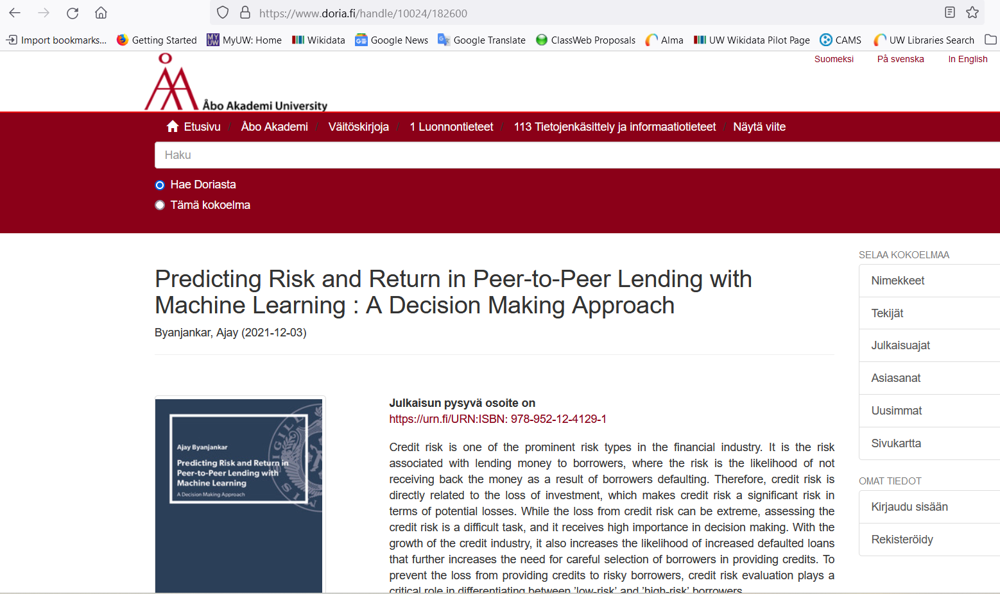 https://www.doria.fi/handle/10024/182600
Import bookmarks... Getting Started MyUW: Home Wikidata Google News Google Translate ClassWeb Proposals Alma UW Wikidata Pilot Page CAMS UW Libraries Search
Suomeksi På svenska In English
Åbo Akademi University
Etusivu / Åbo Akademi / Väitöskirjoja / 1 Luonnontieteet / 113 Tietojenkäsittely ja informaatiotieteet / Näytä viite
Haku
Hae Doriasta
Tämä kokoelma
Predicting Risk and Return in Peer-to-Peer Lending with
Machine Learning : A Decision Making Approach
Byanjankar, Ajay (2021-12-03)
Ajay Byanjankar
Predicting Risk and Return in
Peer-to-Peer Lending with
Machine Learning
A Decision Making Approach
Julkaisun pysyvä osoite on
https://urn.fi/URN:ISBN: 978-952-12-4129-1
Credit risk is one of the prominent risk types in the financial industry. It is the risk
associated with lending money to borrowers, where the risk is the likelihood of not
receiving back the money as a result of borrowers defaulting. Therefore, credit risk is
directly related to the loss of investment, which makes credit risk a significant risk in
terms of potential losses. While the loss from credit risk can be extreme, assessing the
credit risk is a difficult task, and it receives high importance in decision making. With the
growth of the credit industry, it also increases the likelihood of increased defaulted loans
that further increases the need for careful selection of borrowers in providing credits. To
prevent the loss from providing credits to risky borrowers, credit risk evaluation plays a
critical role in differentiating between ’low-risk’ and ’high-risk’ borrowers.
SELAA KOKOELMAA
Nimekkeet
Tekijät
Julkaisuajat
Asiasanat
Uusimmat
Sivukartta
OMAT TIEDOT
Kirjaudu sisään
Rekisteröidy